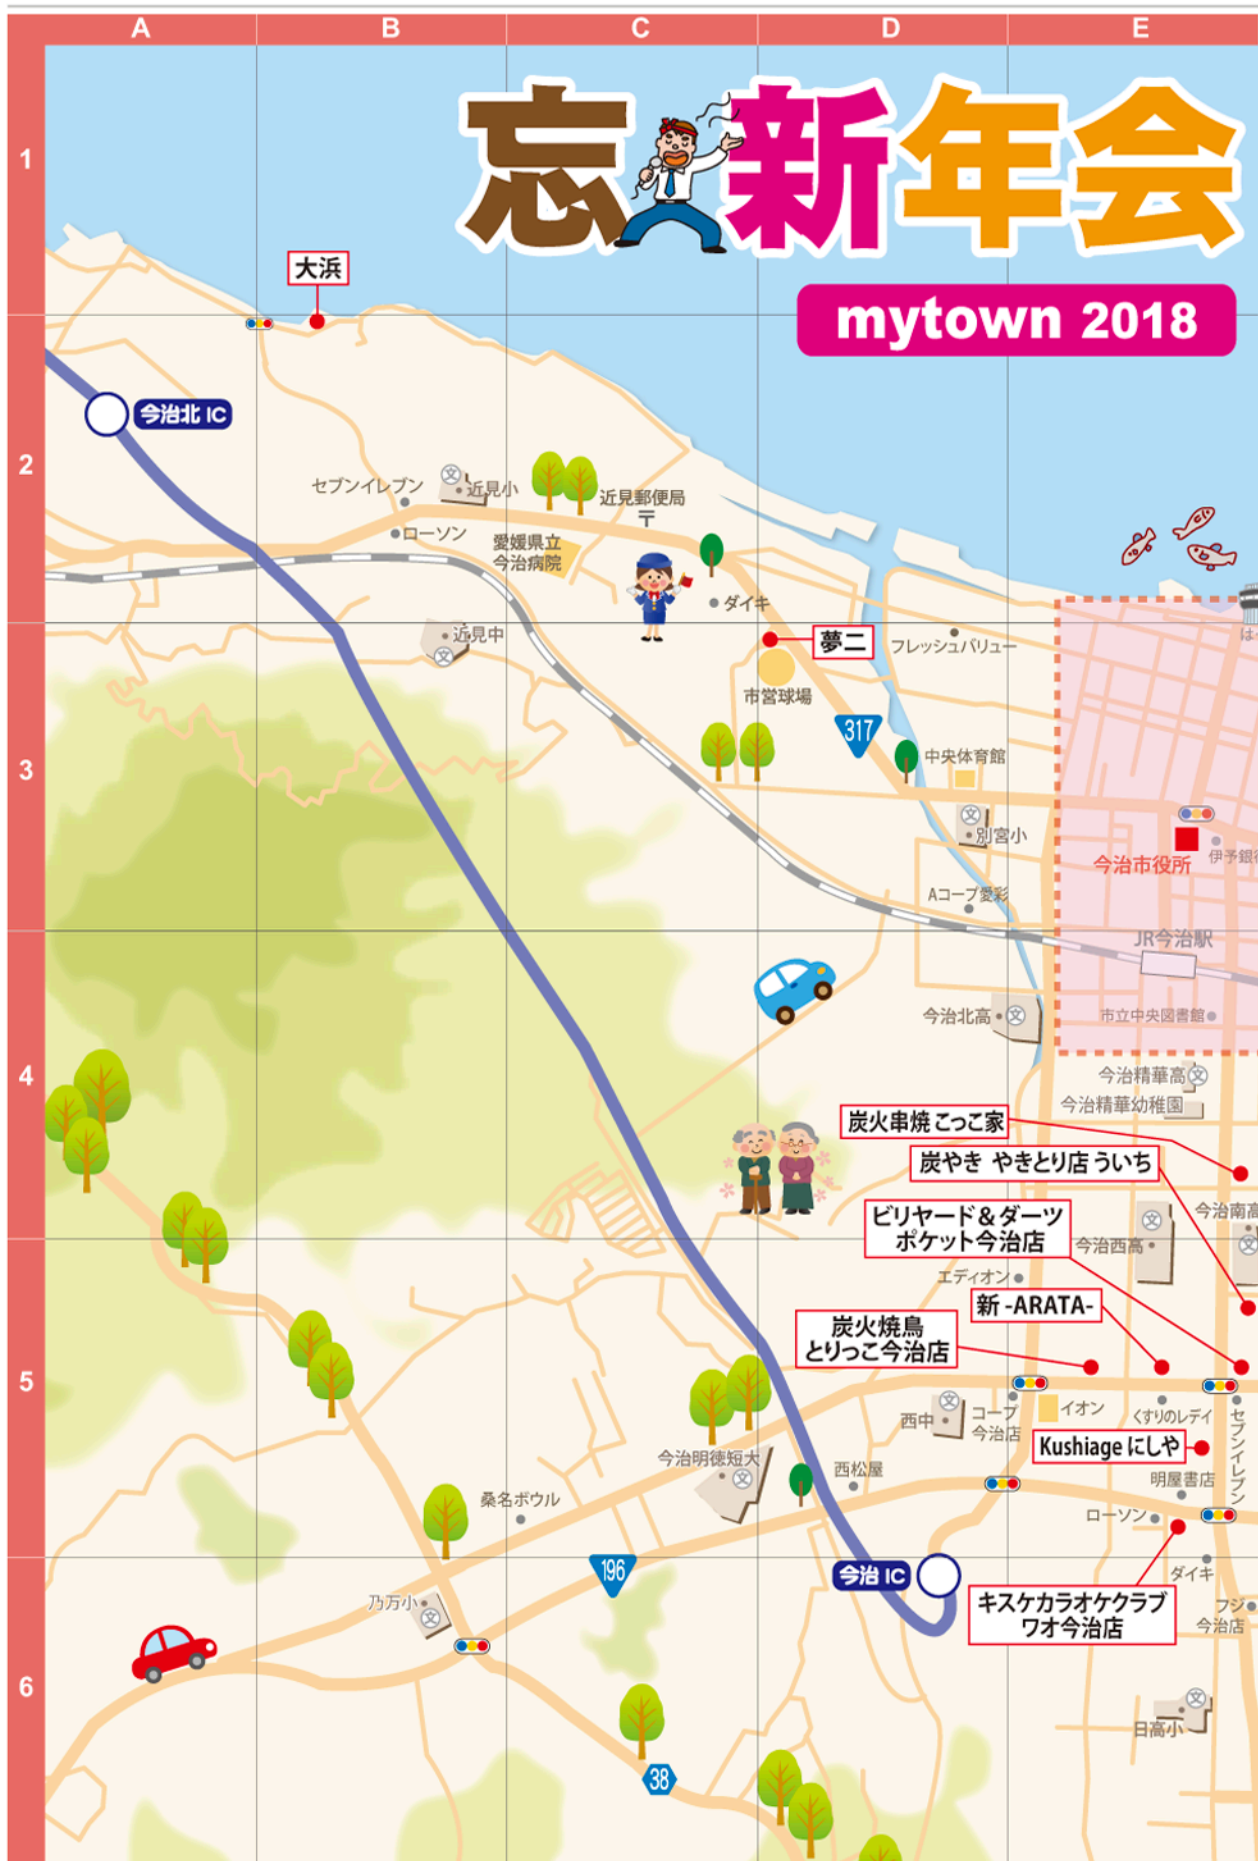 A B C D E
1
2
3
4
5
6
忘 新年会
mytown 2018
大浜
今治北 IC
セブンイレブン
近見小
近見郵便局
ローソン
愛媛県立
今治病院
ダイキ
近見中
夢二
フレッシュバリュー
市営球場
317
中央体育館
別宮小
今治市役所
Aコープ愛彩
JR今治駅
今治北高
文
市立中央図書館
今治精華高
今治精華幼稚園
炭火串焼 こっこ家
炭やき やきとり店 ういち
ビリヤード&ダーツ
ポケット今治店
今治南高
今治西高
エディオン
新 -ARATA-
炭火焼鳥
とりっこ今治店
西中
コープ
今治店
イオン
くすりのレデイ
セブンイレブン
Kushiage にしや
今治明徳短大
西松屋
明屋書店
桑名ボウル
ローソン
196
今治 IC
ダイキ
乃万小
キスケカラオケクラブ
ワオ今治店
フジ
今治店
日高小
38